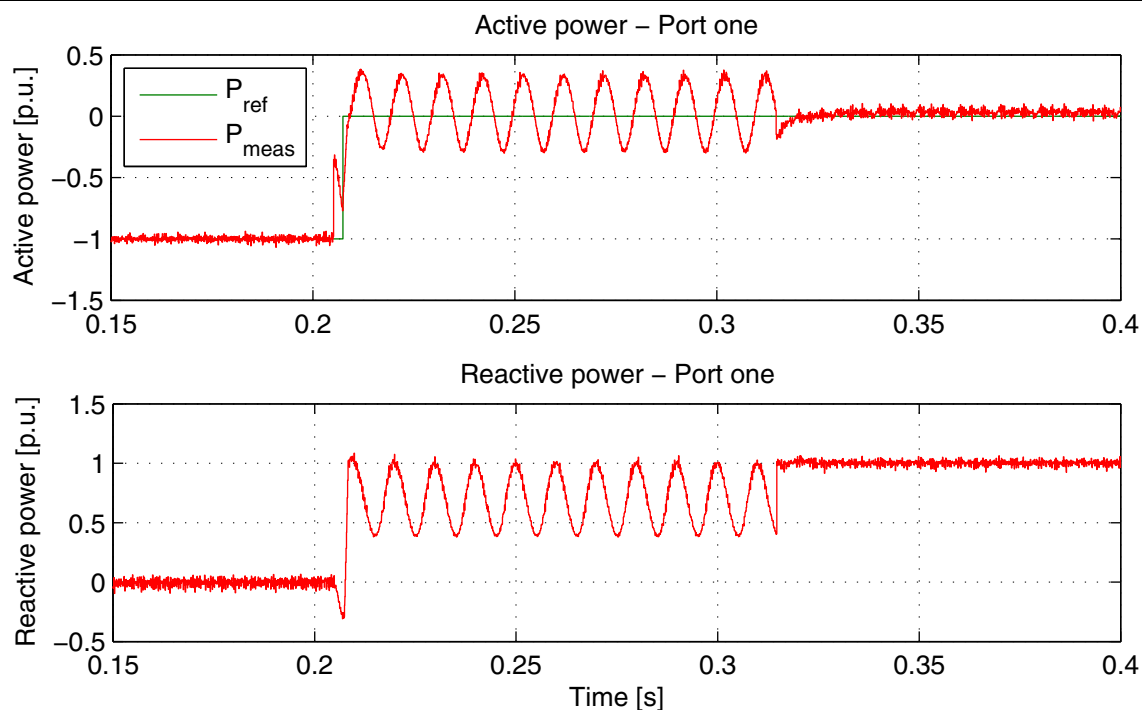 Active power − Port one
Active power [p.u.]
0.5
0
−0.5
−1
−1.5
P_ref
P_meas
0.15 0.2 0.25 0.3 0.35 0.4
Reactive power − Port one
Reactive power [p.u.]
1.5
1
0.5
0
−0.5
0.15 0.2 0.25 0.3 0.35 0.4
Time [s]